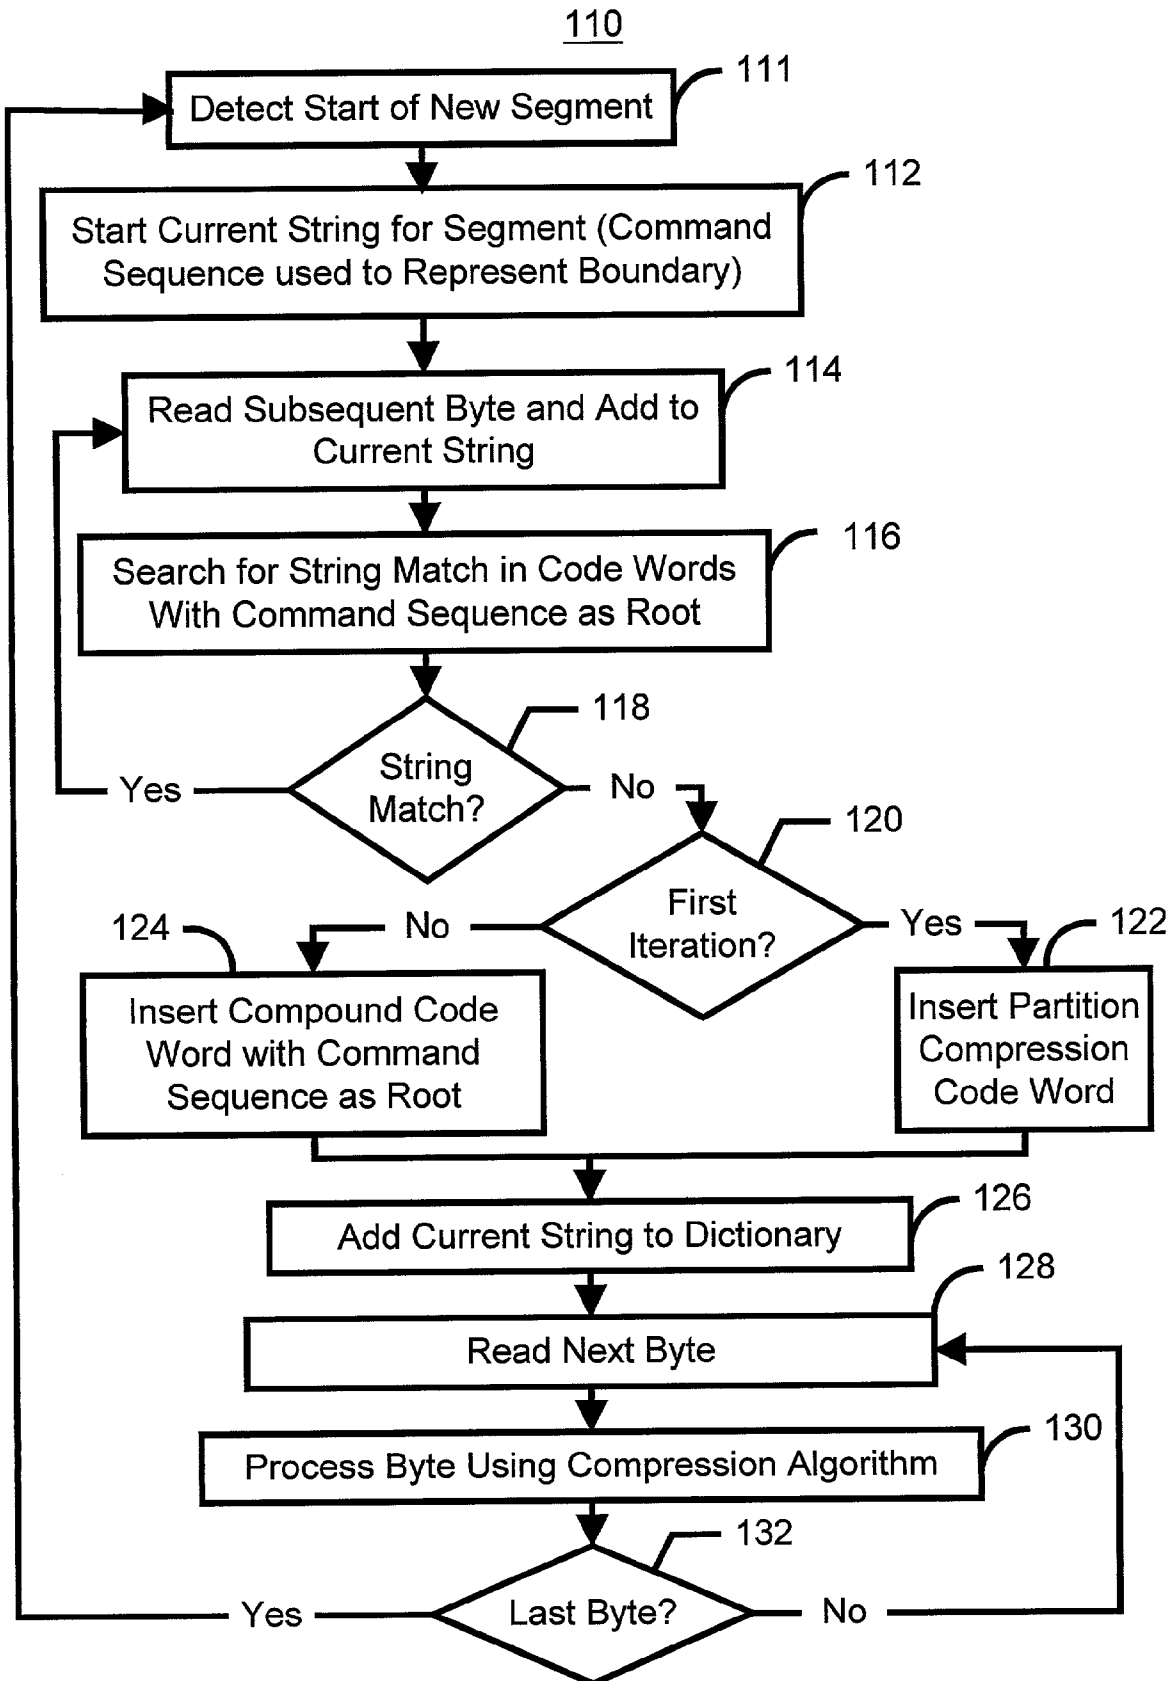 110
111
Detect Start of New Segment
112
Start Current String for Segment (Command
Sequence used to Represent Boundary)
114
Read Subsequent Byte and Add to
Current String
116
Search for String Match in Code Words
With Command Sequence as Root
118
String
Match?
Yes
No
120
First
Iteration?
No
Yes
124
122
Insert Compound Code
Word with Command
Sequence as Root
Insert Partition
Compression
Code Word
126
Add Current String to Dictionary
128
Read Next Byte
130
Process Byte Using Compression Algorithm
132
Last Byte?
Yes
No